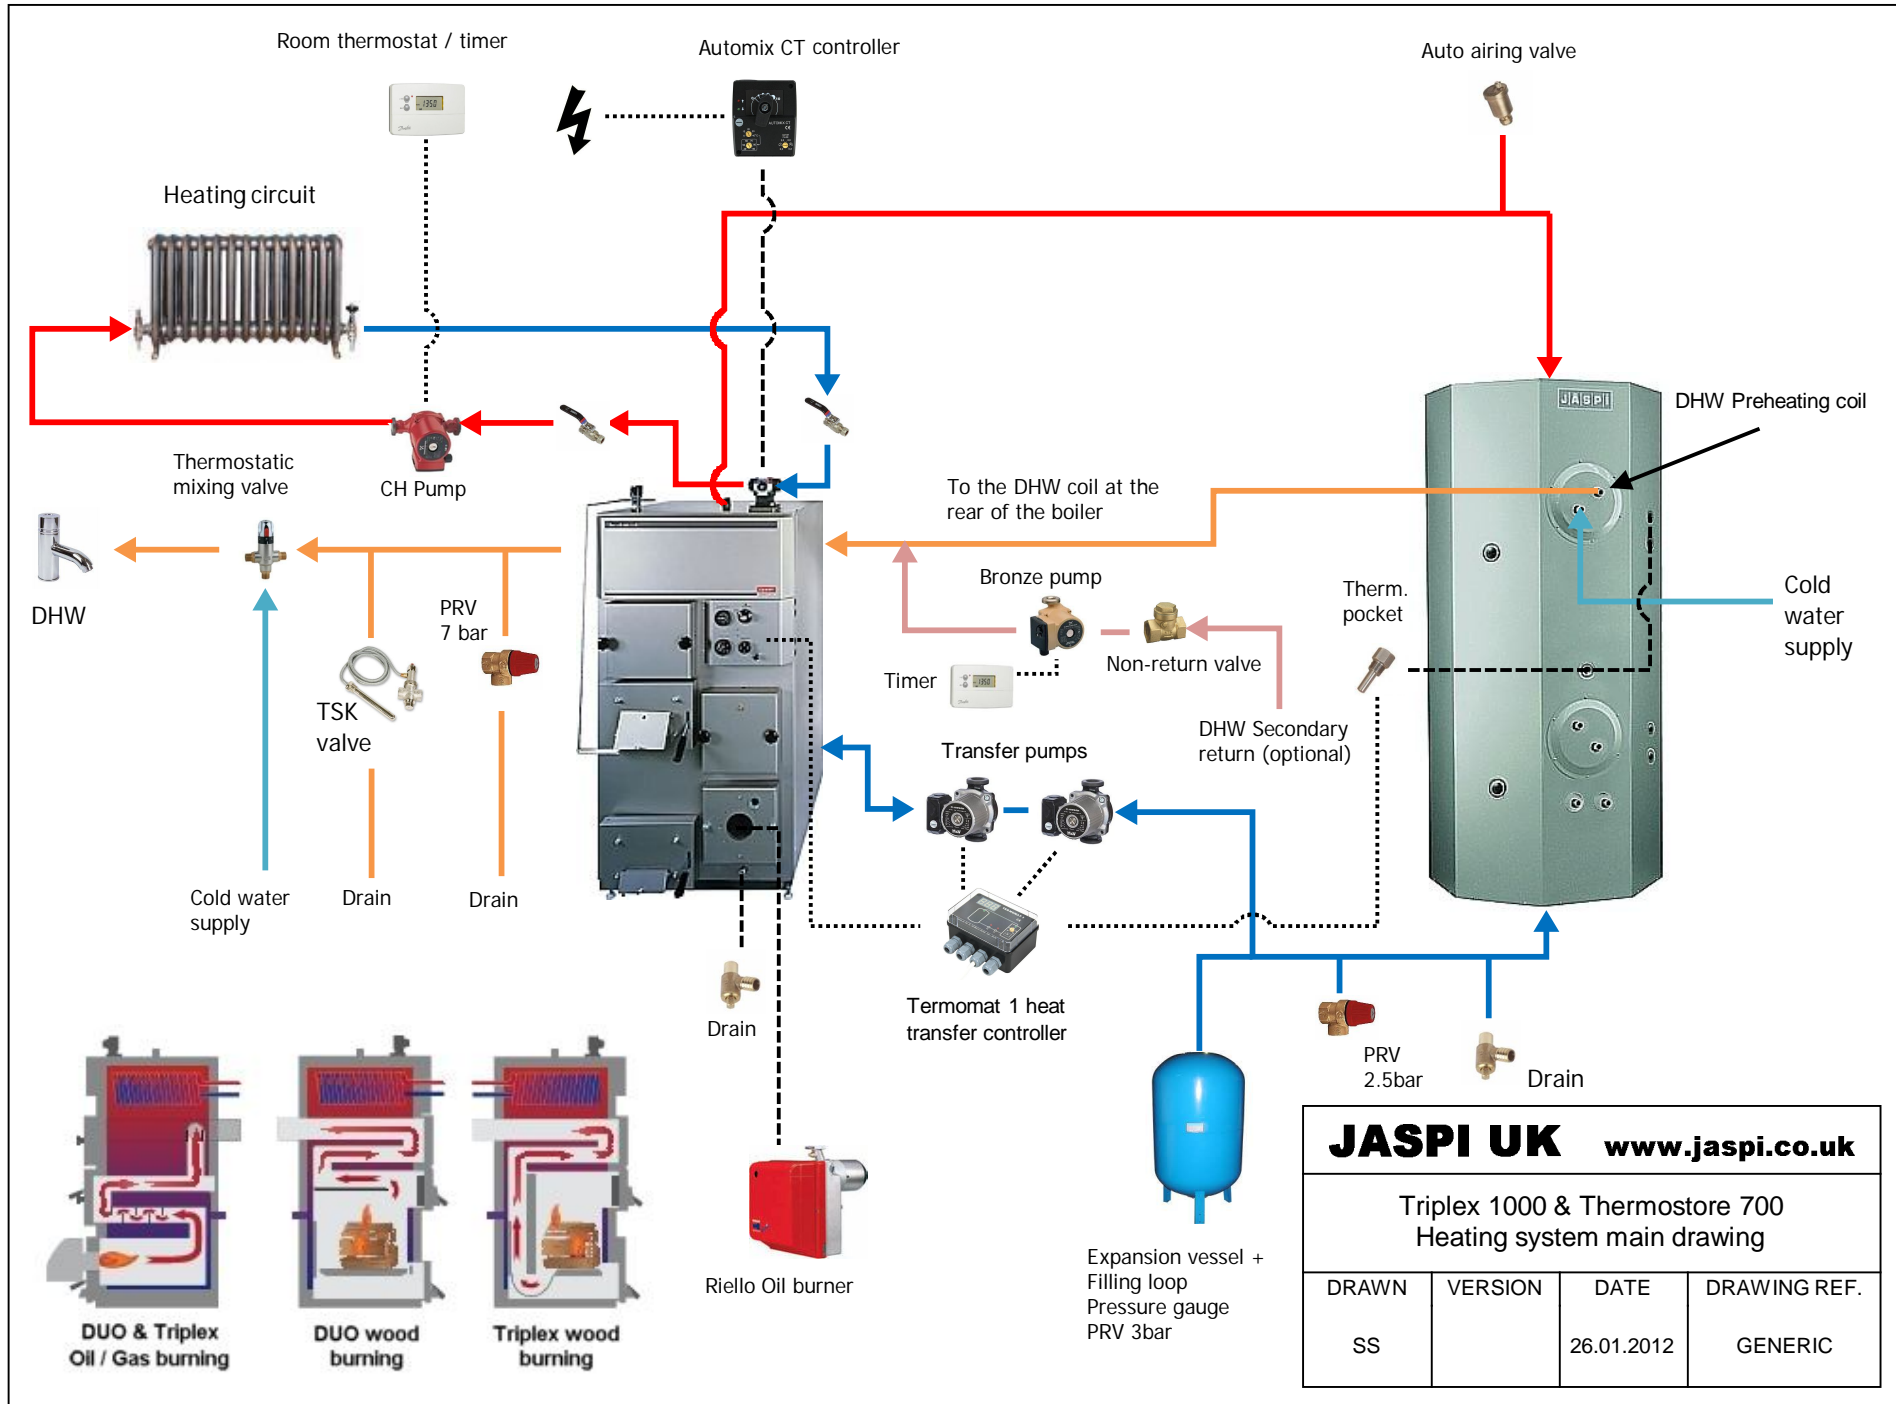 Room thermostat / timer
Automix CT controller
Auto airing valve
Heating circuit
AUTOMIX CT
JÄSPI
DHW Preheating coil
Thermostatic
mixing valve
CH Pump
To the DHW coil at the
rear of the boiler
DHW
PRV
7 bar
Bronze pump
Therm.
pocket
Cold
water
supply
Timer
Non-return valve
TSK
valve
DHW Secondary
return (optional)
Transfer pumps
Cold water
supply
Drain
Drain
Drain
Termomat 1 heat
transfer controller
PRV
2.5bar
Drain
Riello Oil burner
Expansion vessel +
Filling loop
Pressure gauge
PRV 3bar
DUO & Triplex
Oil / Gas burning
DUO wood
burning
Triplex wood
burning
JASPI UK www.jaspi.co.uk
Triplex 1000 & Thermostore 700
Heating system main drawing
DRAWN VERSION DATE DRAWING REF.
SS 26.01.2012 GENERIC